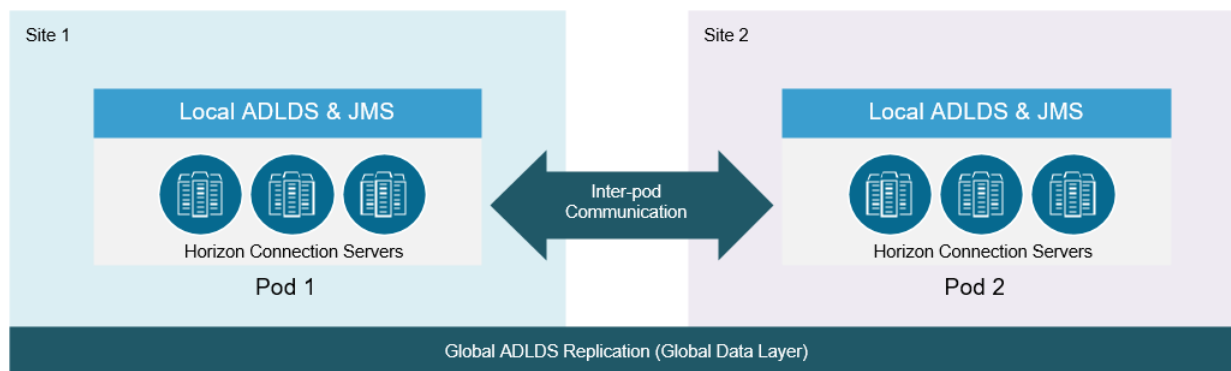 Site 1
Site 2
Local ADLDS & JMS
Local ADLDS & JMS
Inter-pod
Communication
Horizon Connection Servers
Horizon Connection Servers
Pod 1
Pod 2
Global ADLDS Replication (Global Data Layer)